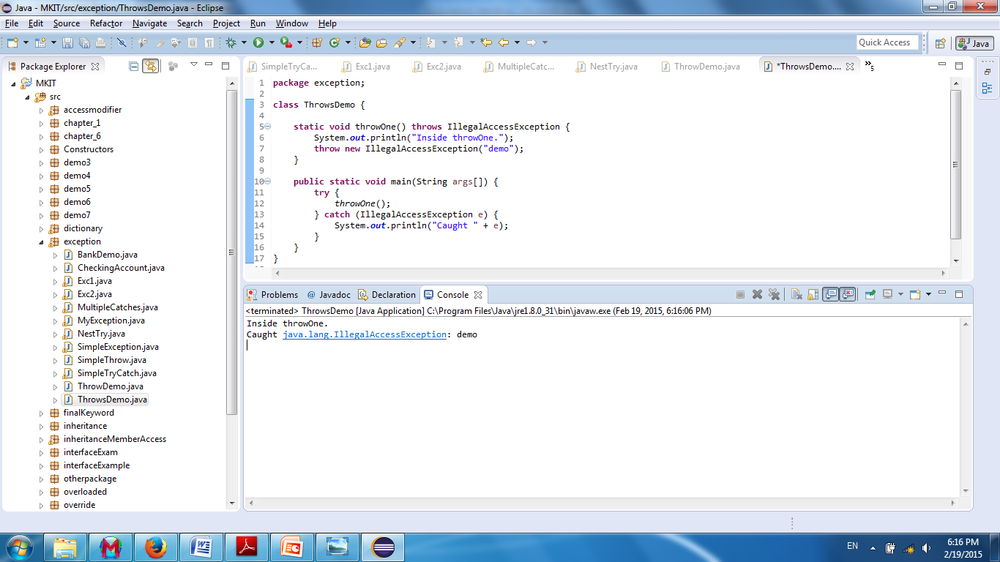 Java - MKIT/src/exception/ThrowsDemo.java - Eclipse
File Edit Source Refactor Navigate Search Project Run Window Help
Quick Access
Java
Package Explorer
MKIT
src
accessmodifier
chapter_1
chapter_6
Constructors
demo3
demo4
demo5
demo6
demo7
dictionary
exception
BankDemo.java
CheckingAccount.java
Exc1.java
Exc2.java
MultipleCatches.java
MyException.java
NestTry.java
SimpleException.java
SimpleThrow.java
SimpleTryCatch.java
ThrowDemo.java
ThrowsDemo.java
finalKeyword
inheritance
inheritanceMemberAccess
interfaceExam
interfaceExample
otherpackage
overloaded
override
SimpleTryCa... Exc1.java Exc2.java MultipleCatc... NestTry.java ThrowDemo.java *ThrowsDemo.... »5
1 package exception;
2
3 class ThrowsDemo {
4
5 static void throwOne() throws IllegalAccessException {
6 System.out.println("Inside throwOne.");
7 throw new IllegalAccessException("demo");
8 }
9
10 public static void main(String args[]) {
11 try {
12 throwOne();
13 } catch (IllegalAccessException e) {
14 System.out.println("Caught " + e);
15 }
16 }
17 }
Problems @ Javadoc Declaration Console
<terminated> ThrowsDemo [Java Application] C:\Program Files\Java\jre1.8.0_31\bin\javaw.exe (Feb 19, 2015, 6:16:06 PM)
Inside throwOne.
Caught java.lang.IllegalAccessException: demo
EN
6:16 PM
2/19/2015